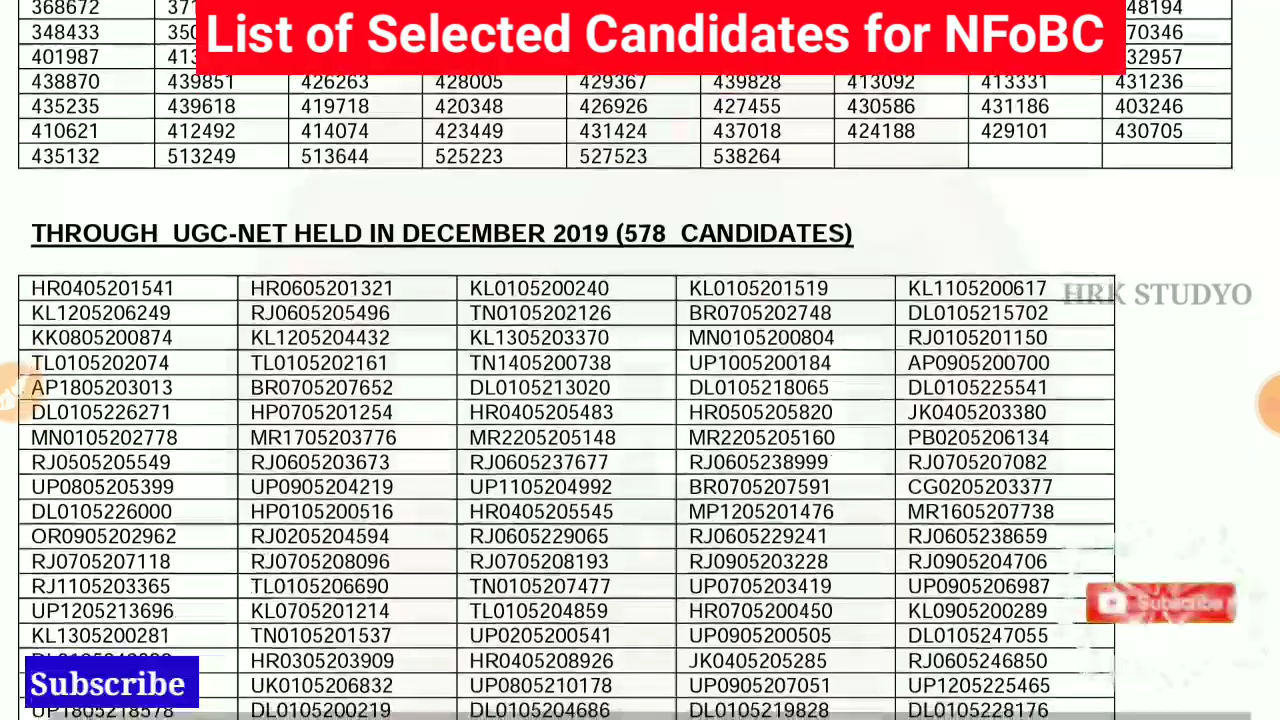 List of Selected Candidates for NFoBC
368672 48194
348433 70346
401987 32957
438870 439851 426263 428005 429367 439828 413092 413331 431236
435235 439618 419718 420348 426926 427455 430586 431186 403246
410621 412492 414074 423449 431424 437018 424188 429101 430705
435132 513249 513644 525223 527523 538264
THROUGH UGC-NET HELD IN DECEMBER 2019 (578 CANDIDATES)
HR0405201541 HR0605201321 KL0105200240 KL0105201519 KL1105200617
HRK STUDYO
KL1205206249 RJ0605205496 TN0105202126 BR0705202748 DL0105215702
KK0805200874 KL1205204432 KL1305203370 MN0105200804 RJ0105201150
TL0105202074 TL0105202161 TN1405200738 UP1005200184 AP0905200700
AP1805203013 BR0705207652 DL0105213020 DL0105218065 DL0105225541
DL0105226271 HP0705201254 HR0405205483 HR0505205820 JK0405203380
MN0105202778 MR1705203776 MR2205205148 MR2205205160 PB0205206134
RJ0505205549 RJ0605203673 RJ0605237677 RJ0605238999 RJ0705207082
UP0805205399 UP0905204219 UP1105204992 BR0705207591 CG0205203377
DL0105226000 HP0105200516 HR0405205545 MP1205201476 MR1605207738
OR0905202962 RJ0205204594 RJ0605229065 RJ0605229241 RJ0605238659
RJ0705207118 RJ0705208096 RJ0705208193 RJ0905203228 RJ0905204706
RJ1105203365 TL0105206690 TN0105207477 UP0705203419 UP0905206987
Subscribe
UP1205213696 KL0705201214 TL0105204859 HR0705200450 KL0905200289
KL1305200281 TN0105201537 UP0205200541 UP0905200505 DL0105247055
HR0305203909 HR0405208926 JK0405205285 RJ0605246850
Subscribe
UK0105206832 UP0805210178 UP0905207051 UP1205225465
UP1805218578 DL0105200219 DL0105204686 DL0105219828 DL0105228176